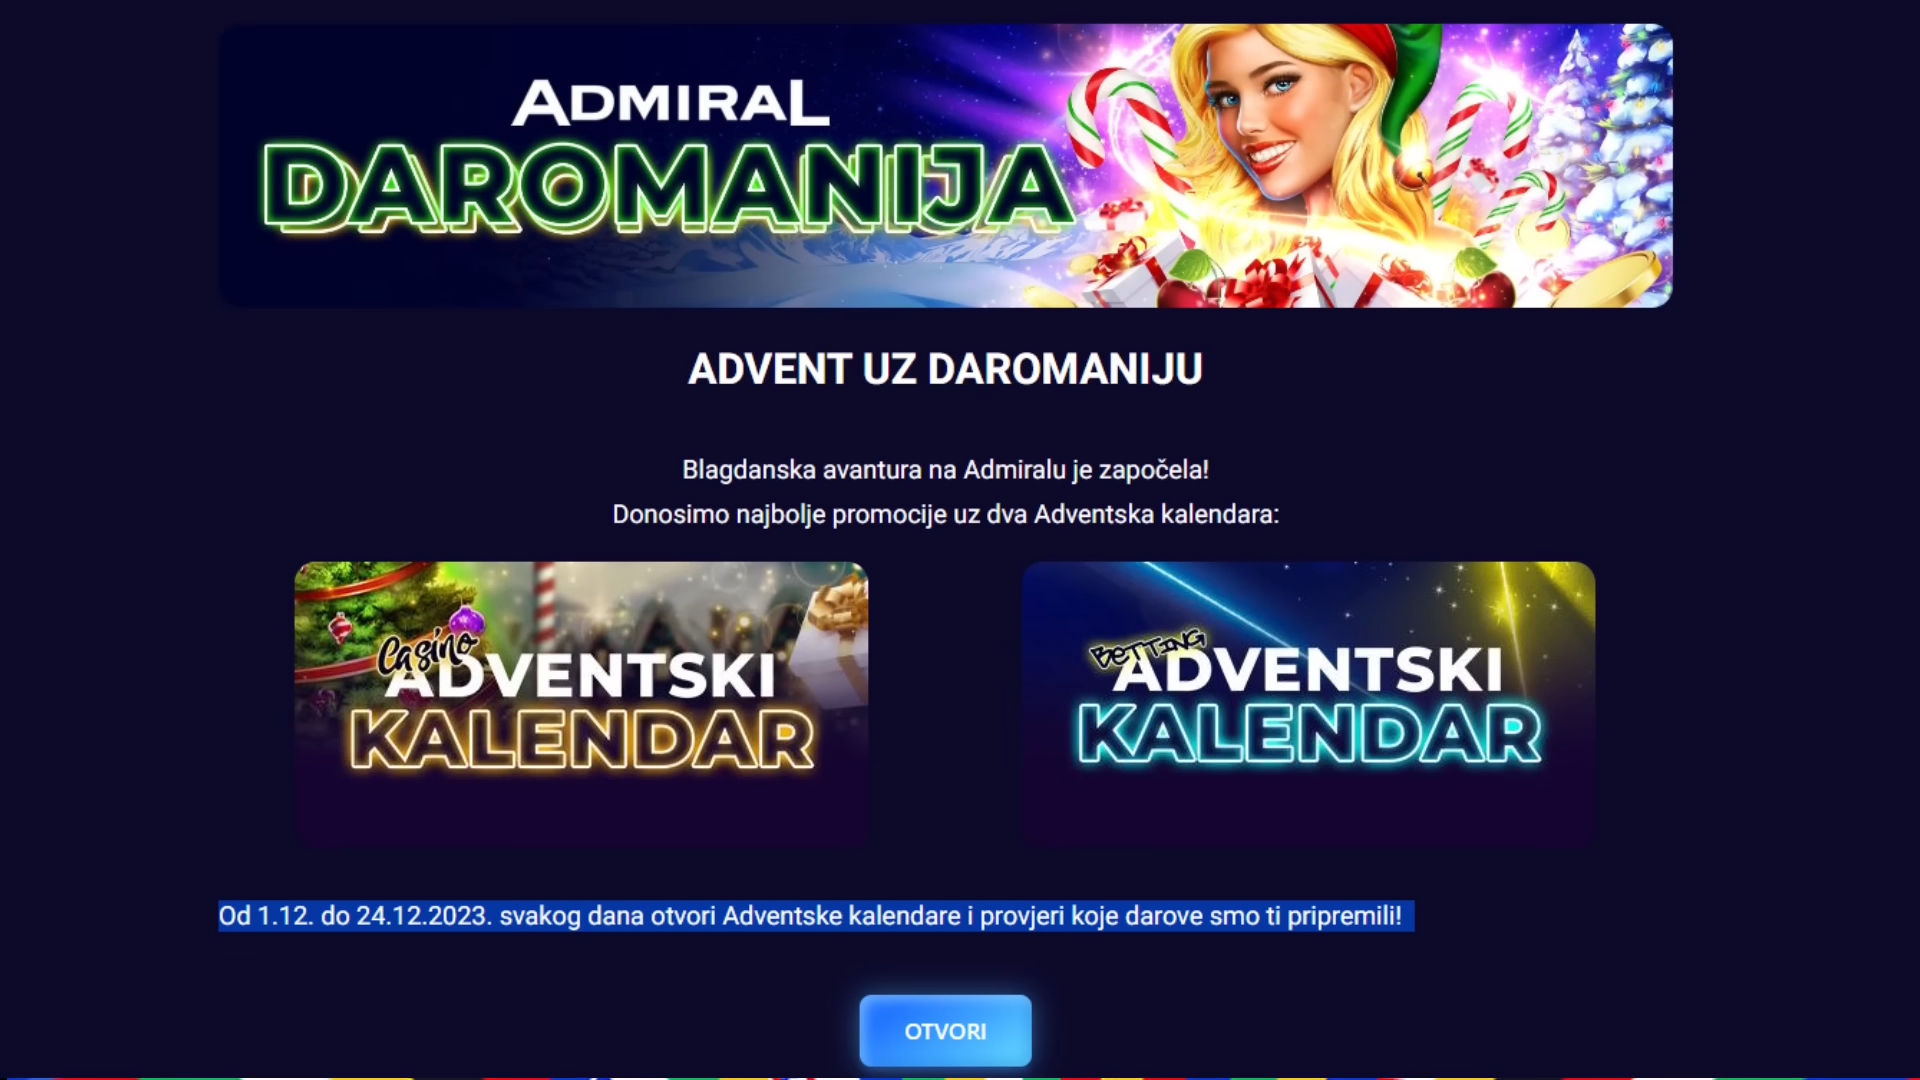 ADMIRAL
DAROMANIJA
ADVENT UZ DAROMANIJU
Blagdanska avantura na Admiralu je započela!
Donosimo najbolje promocije uz dva Adventska kalendara:
Casino
ADVENTSKI
KALENDAR
BETTING
ADVENTSKI
KALENDAR
Od 1.12. do 24.12.2023. svakog dana otvori Adventske kalendare i provjeri koje darove smo ti pripremili!
OTVORI